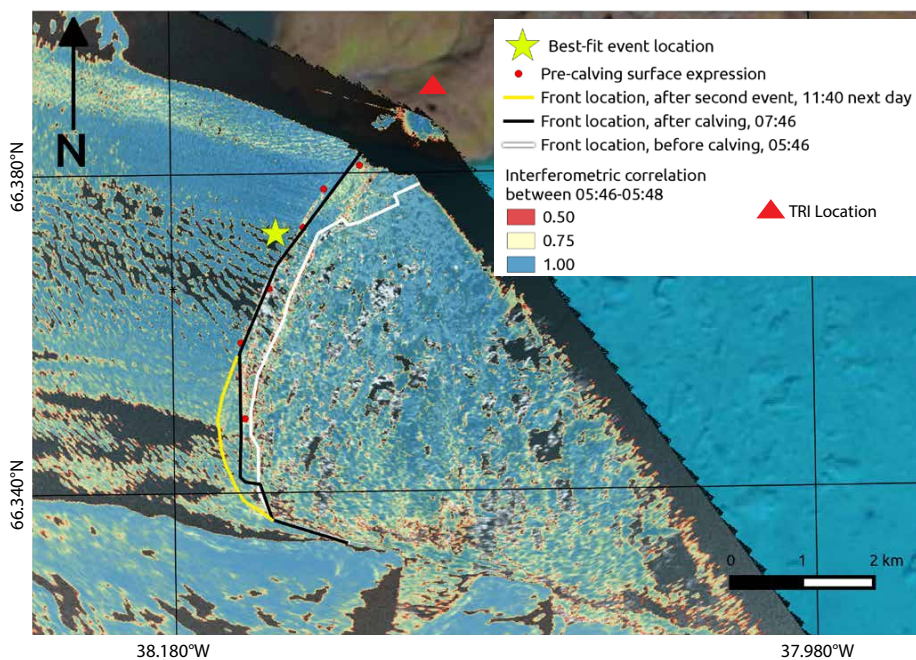 N
Best-fit event location
Pre-calving surface expression
Front location, after second event, 11:40 next day
Front location, after calving, 07:46
Front location, before calving, 05:46
Interferometric correlation
between 05:46-05:48
0.50
0.75
1.00
TRI Location
66.380°N
66.340°N
0 1 2 km
38.180°W
37.980°W